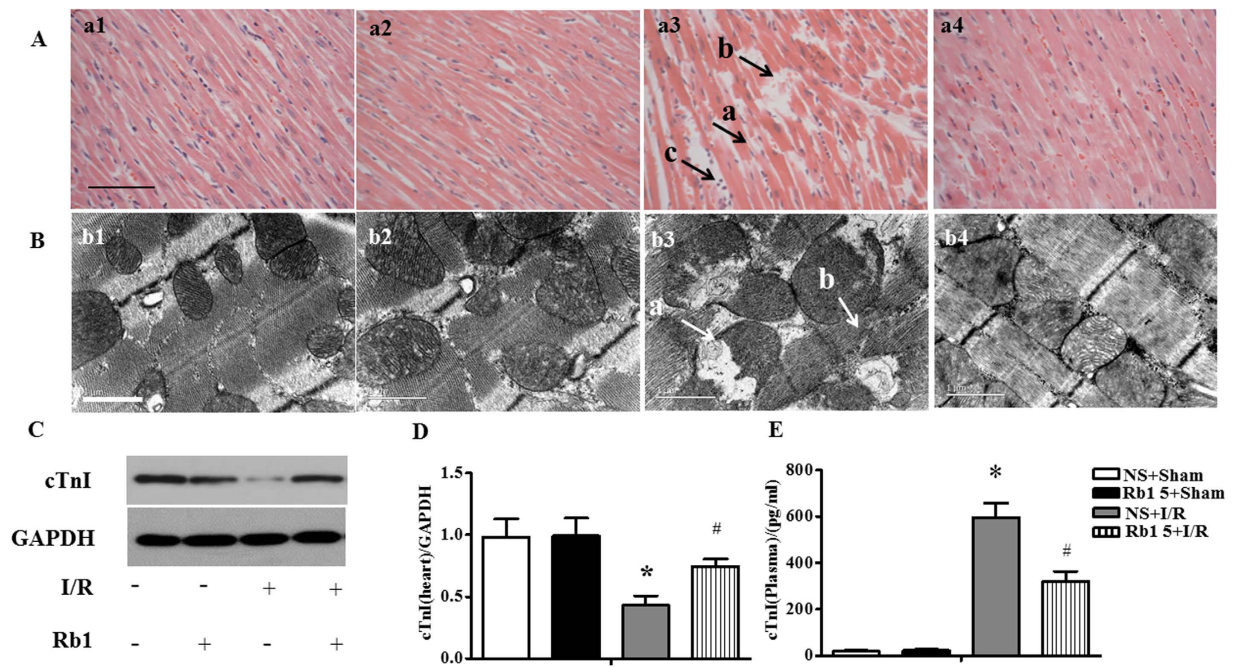 A
a1
a2
a3
b
a
c
a4
B
b1
b2
b3
a
b
b4
C
cTnI
GAPDH
I/R - - + +
Rb1 - + - +
D
cTnI(heart)/GAPDH
1.5
1.0
0.5
0.0
*
#
E
cTnI(Plasma)/(pg/ml)
800
600
400
200
0
*
#
NS+Sham
Rb1 5+Sham
NS+I/R
Rb1 5+I/R